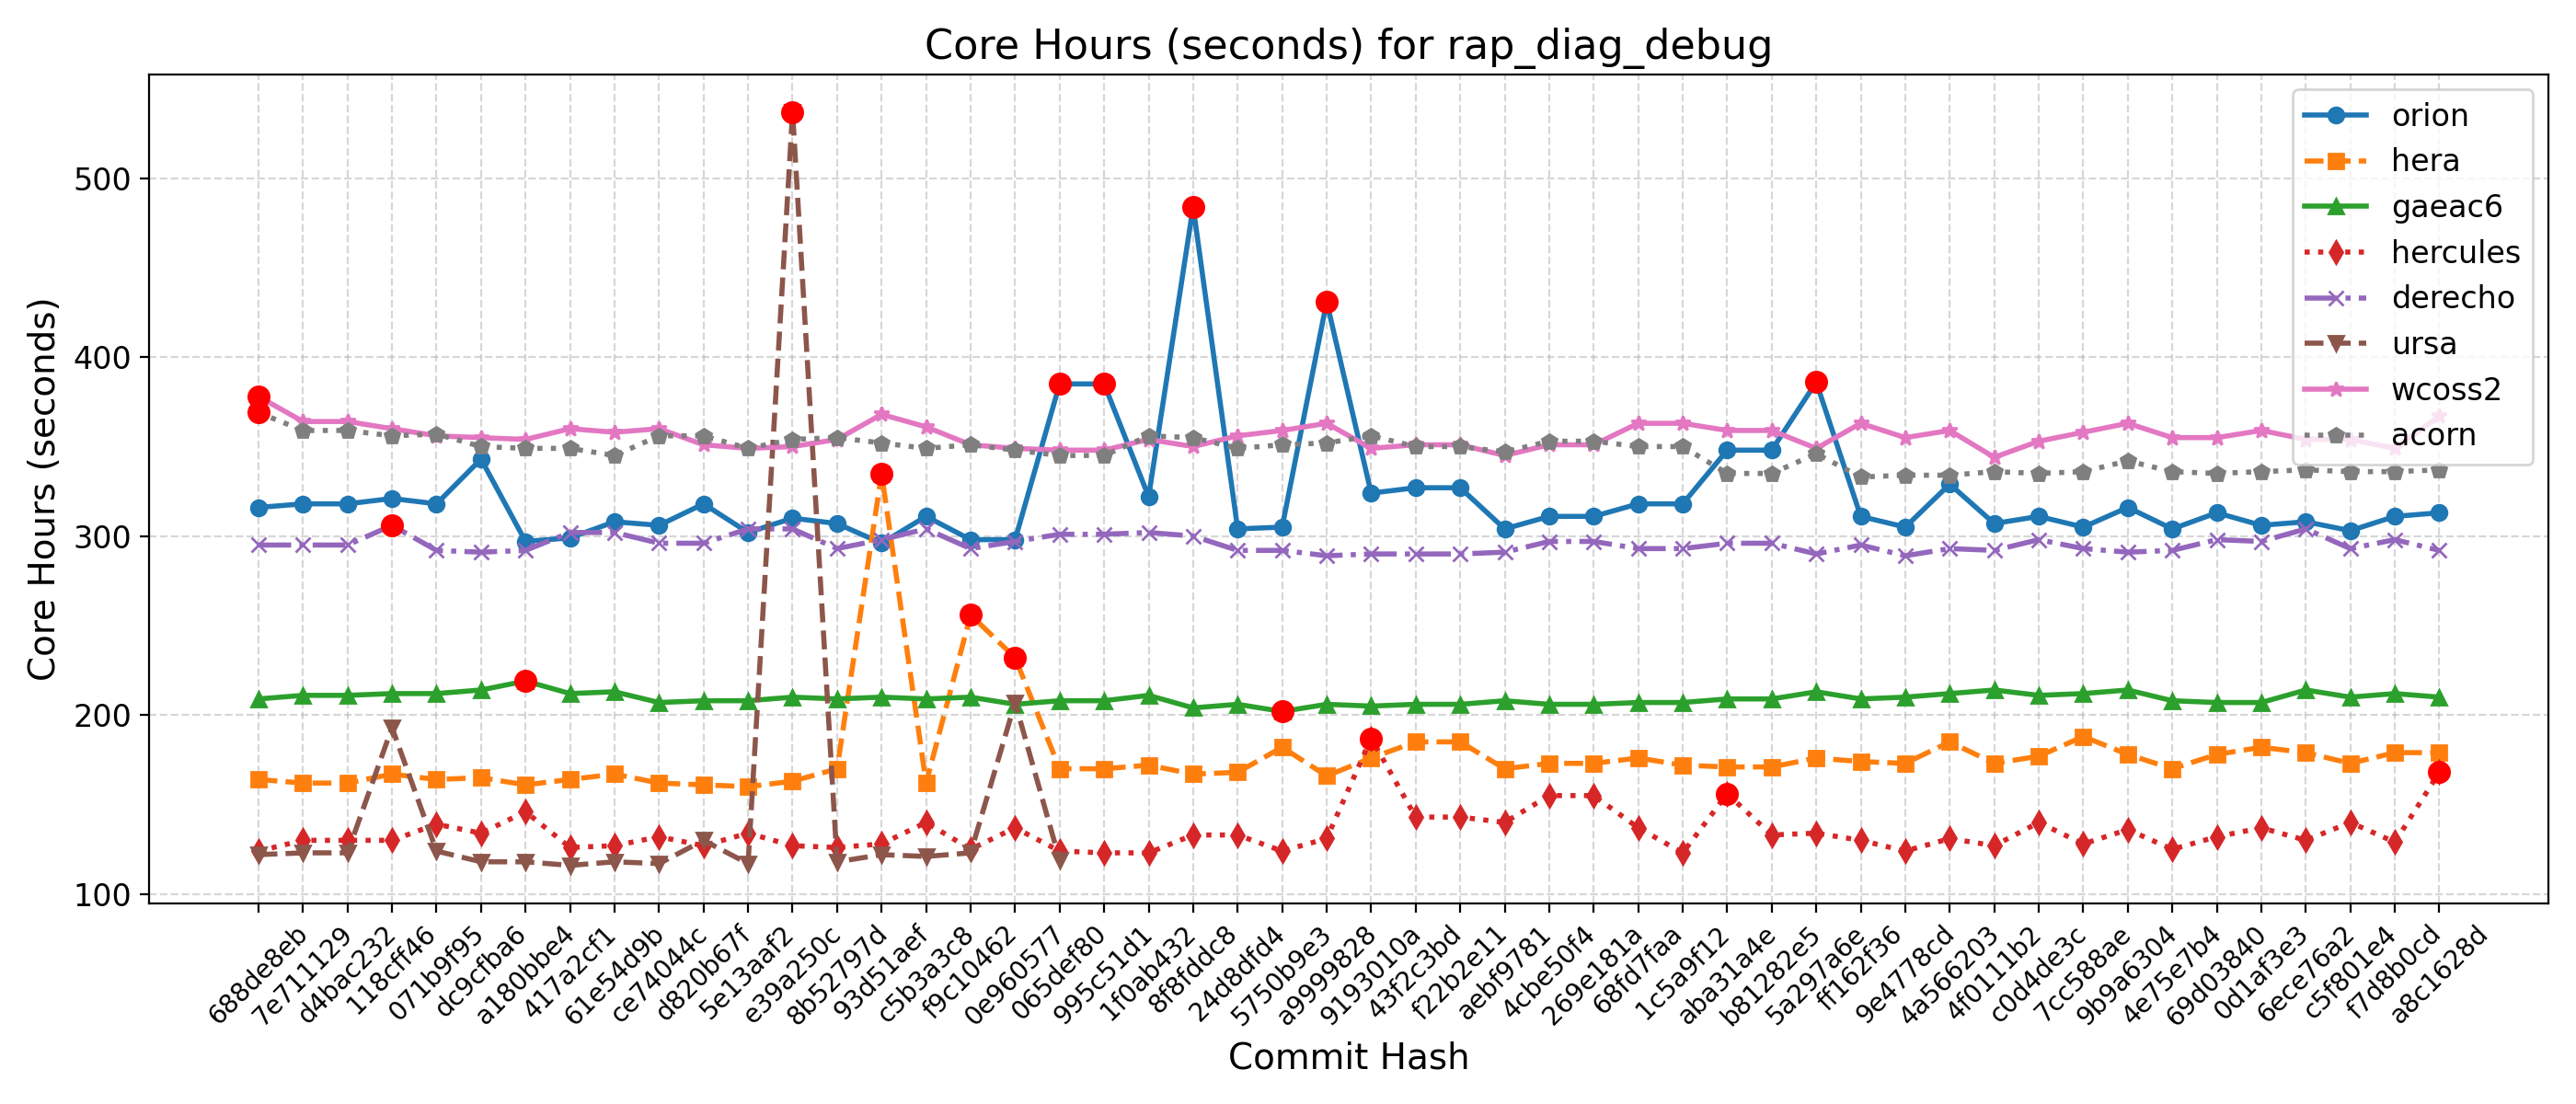 Core Hours (seconds) for rap_diag_debug
Core Hours (seconds)
500
400
300
200
100
orion
hera
gaeac6
hercules
derecho
ursa
wcoss2
acorn
688de8eb
7e711129
d4bac232
118cff46
071b9f95
dc9cfba6
a180bbe4
417a2cf1
61e54d9b
ce74044c
d820b67f
5e13aaf2
e39a250c
8b52797d
93d51aef
c5b3a3c8
f9c10462
0e960577
065def80
995c51d1
1f0ab432
8f8fddc8
24d8dfd4
5750b9e3
a9999828
9193010a
43f2c3bd
f22b2e11
aebf9781
4cbe50f4
269e181a
68fd7faa
1c5a9f12
aba31a4e
b81282e5
5a297a6e
ff162f36
9e4778cd
4a566203
4f0111b2
c0d4de3c
7cc588ae
9b9a6304
4e75e7b4
69d03840
0d1af3e3
6ece76a2
c5f801e4
f7d8b0cd
a8c1628d
Commit Hash